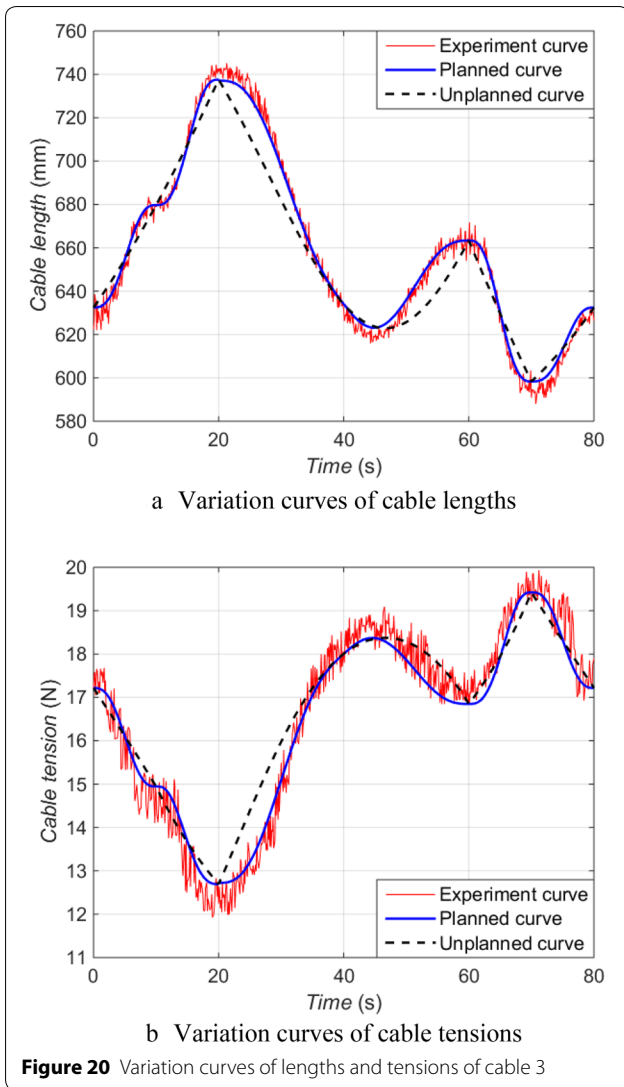 760
740
720
700
680
660
640
620
600
580
Cable length (mm)
Experiment curve
Planned curve
Unplanned curve
0 20 40 60 80
Time (s)
a Variation curves of cable lengths
20
19
18
17
16
15
14
13
12
11
Cable tension (N)
Experiment curve
Planned curve
Unplanned curve
0 20 40 60 80
Time (s)
b Variation curves of cable tensions
Figure 20 Variation curves of lengths and tensions of cable 3